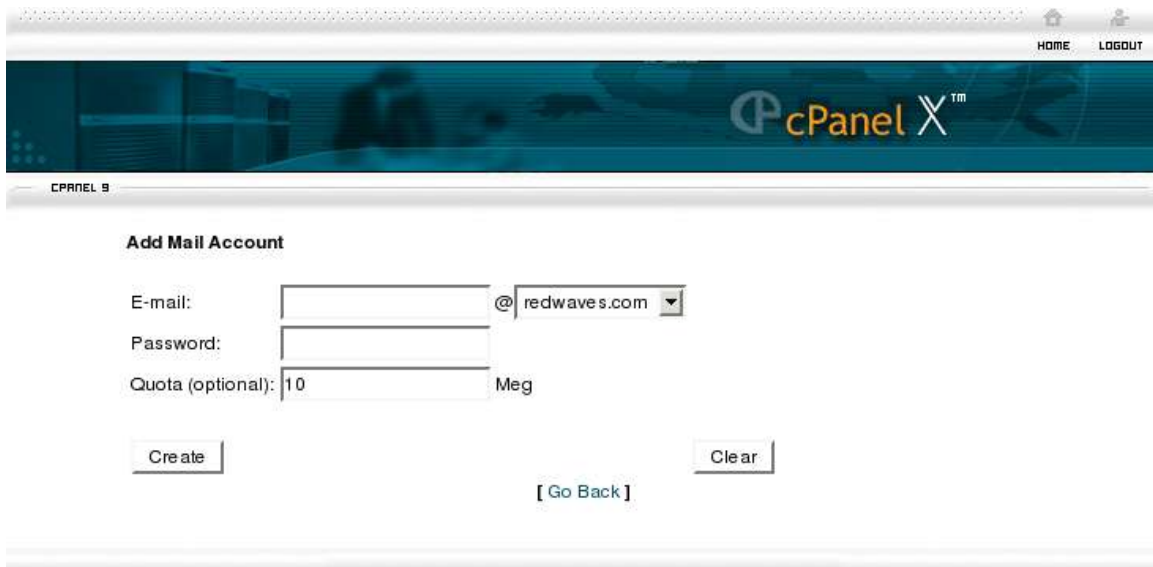 HOME LOGOUT
cPanel X™
CPANEL 9
Add Mail Account
E-mail: @ redwaves.com
Password:
Quota (optional): 10 Meg
Create Clear
[ Go Back ]